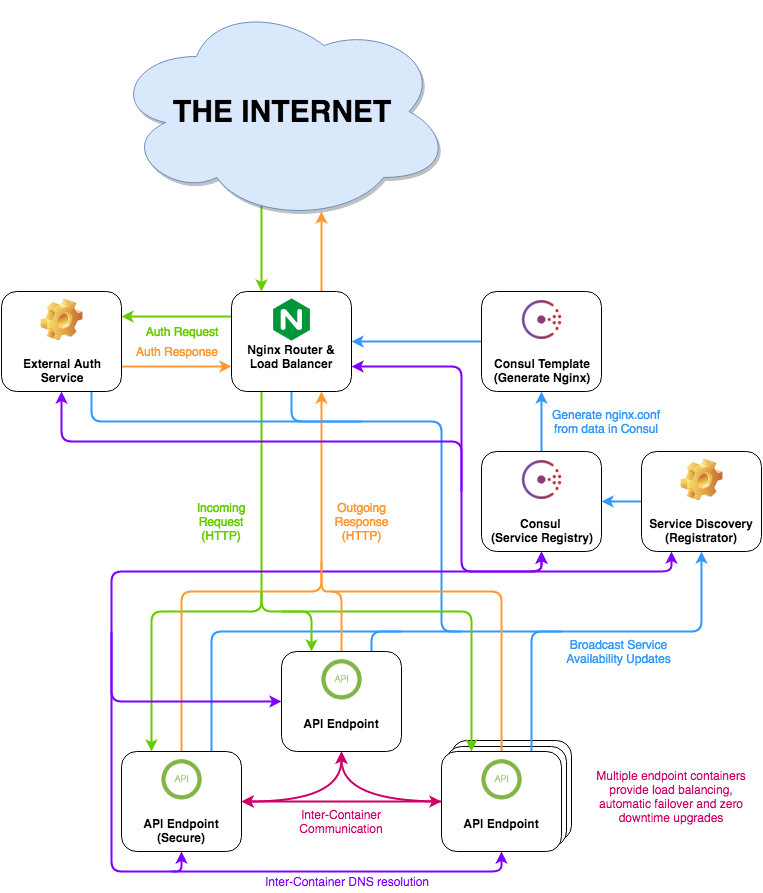 THE INTERNET
Auth Request
Auth Response
External Auth
Service
N
Nginx Router &
Load Balancer
Consul Template
(Generate Nginx)
Generate nginx.conf
from data in Consul
Consul
(Service Registry)
Service Discovery
(Registrator)
Incoming
Request
(HTTP)
Outgoing
Response
(HTTP)
Broadcast Service
Availability Updates
API
API Endpoint
API
API Endpoint
(Secure)
Inter-Container
Communication
API
API Endpoint
Multiple endpoint containers
provide load balancing,
automatic failover and zero
downtime upgrades
Inter-Container DNS resolution